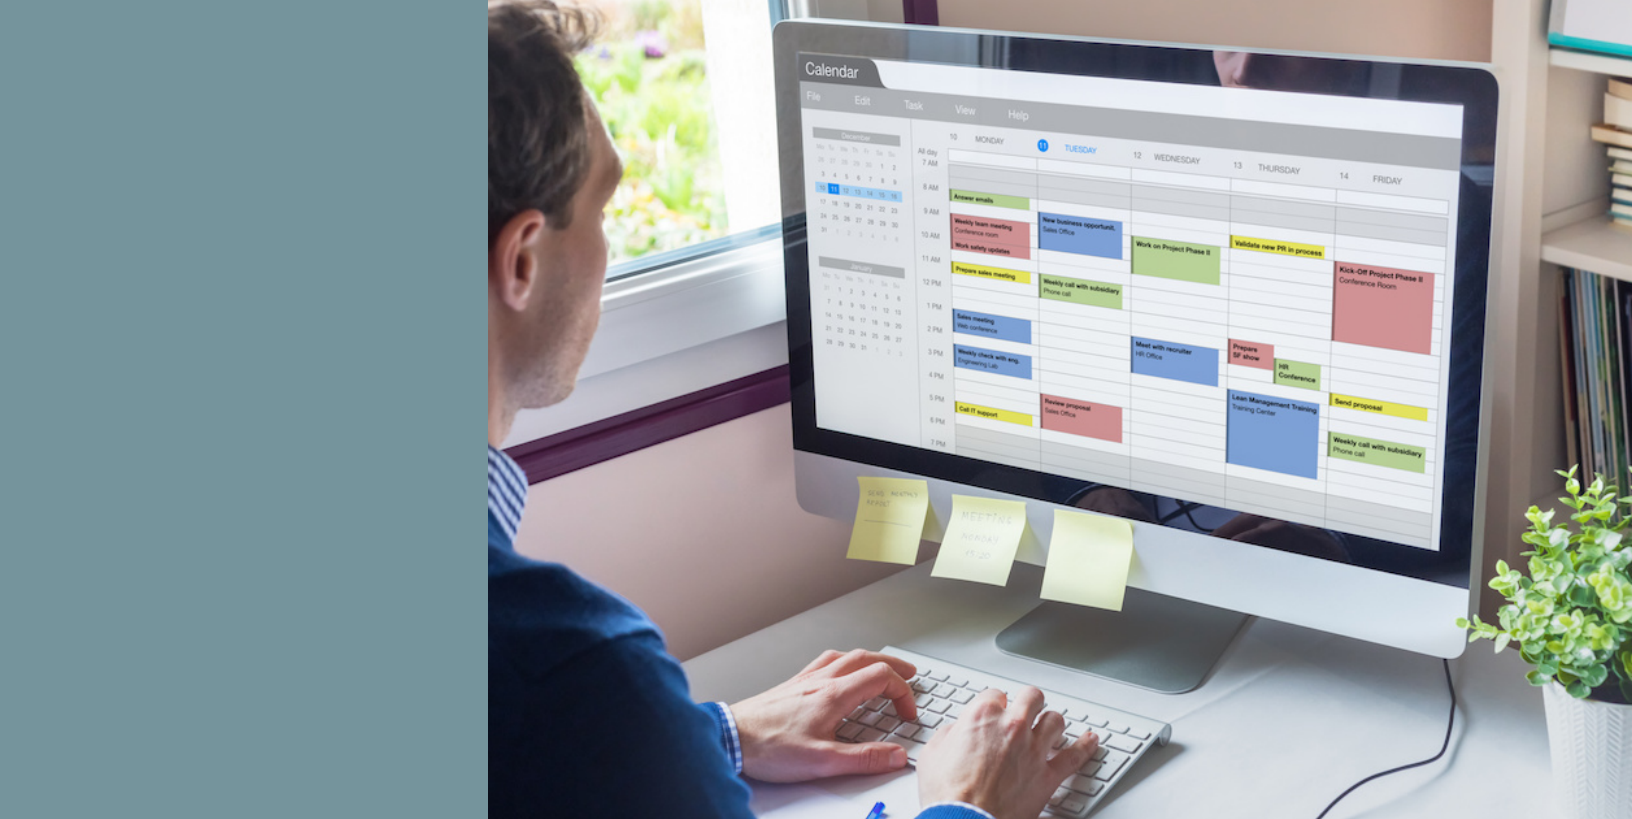 Calendar
File Edit Task View Help
December
10 MONDAY
11 TUESDAY
12 WEDNESDAY
13 THURSDAY
14 FRIDAY
All day
7 AM
8 AM
9 AM
10 AM
11 AM
12 PM
1 PM
2 PM
3 PM
4 PM
5 PM
6 PM
7 PM
January
Answer emails
Weekly team meeting
Conference room
Work safety updates
Prepare sales meeting
Sales meeting
Web conference
Weekly check with eng.
Engineering Lab
Call IT support
New business opportunit.
Sales Office
Weekly call with subsidiary
Phone call
Review proposal
Sales Office
Work on Project Phase II
Meet with recruiter
HR Office
Validate new PR in process
Prepare
SF show
HR
Conference
Lean Management Training
Training Center
Kick-Off Project Phase II
Conference Room
Send proposal
Weekly call with subsidiary
Phone call
SEND MONTHLY
MEETING
MONDAY